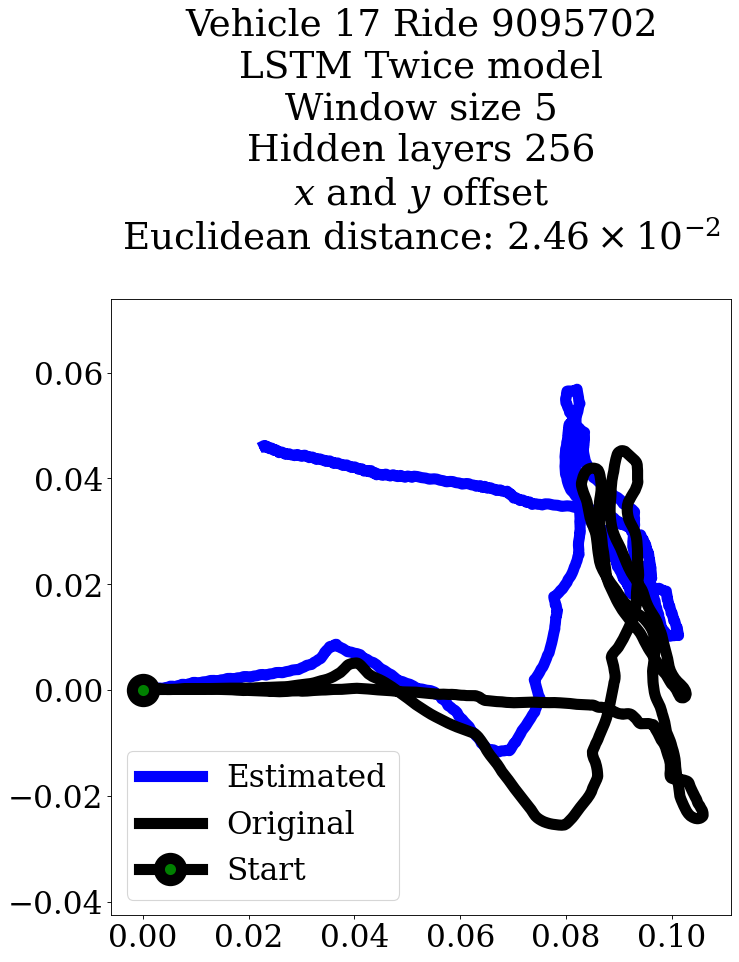 Vehicle 17 Ride 9095702
LSTM Twice model
Window size 5
Hidden layers 256
x and y offset
Euclidean distance: 2.46 × 10⁻²
0.06
0.04
0.02
0.00
−0.02
−0.04
Estimated
Original
Start
0.00 0.02 0.04 0.06 0.08 0.10